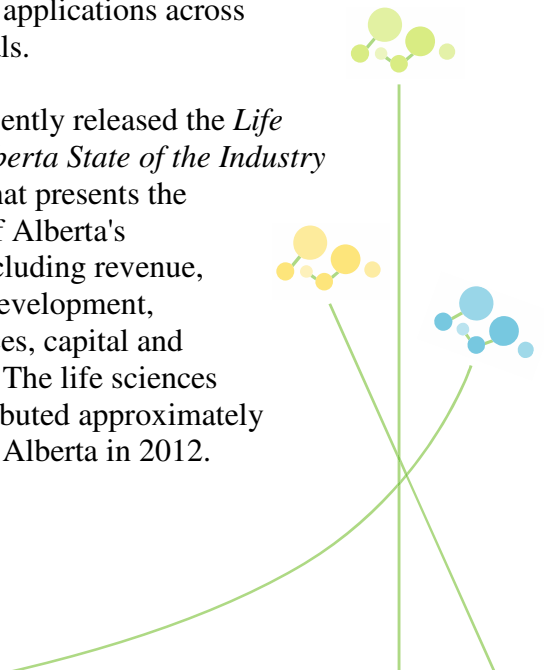 applications across
ls.
ently released the Life
berta State of the Industry
hat presents the
f Alberta's
cluding revenue,
evelopment,
es, capital and
The life sciences
buted approximately
Alberta in 2012.